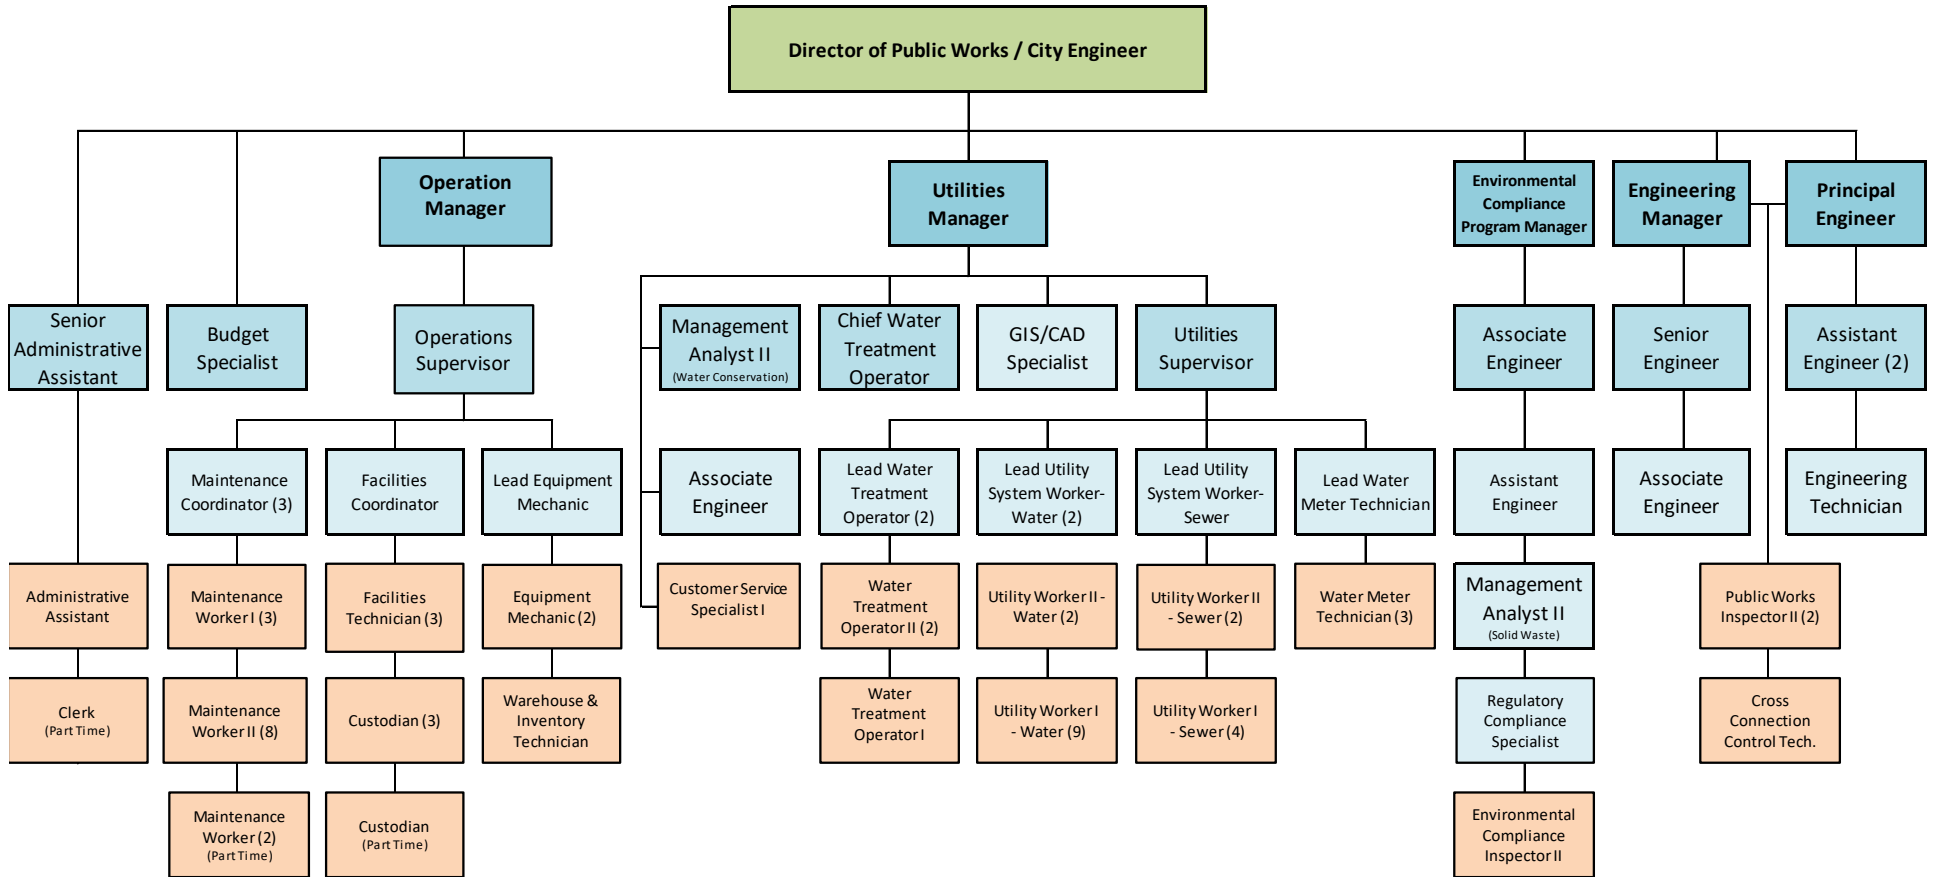 Director of Public Works / City Engineer
Operation
Manager
Utilities
Manager
Environmental
Compliance
Program Manager
Engineering
Manager
Principal
Engineer
Senior
Administrative
Assistant
Budget
Specialist
Operations
Supervisor
Management
Analyst II
(Water Conservation)
Chief Water
Treatment
Operator
GIS/CAD
Specialist
Utilities
Supervisor
Associate
Engineer
Senior
Engineer
Assistant
Engineer (2)
Maintenance
Coordinator (3)
Facilities
Coordinator
Lead Equipment
Mechanic
Associate
Engineer
Lead Water
Treatment
Operator (2)
Lead Utility
System Worker-
Water (2)
Lead Utility
System Worker-
Sewer
Lead Water
Meter Technician
Assistant
Engineer
Associate
Engineer
Engineering
Technician
Administrative
Assistant
Maintenance
Worker I (3)
Facilities
Technician (3)
Equipment
Mechanic (2)
Customer Service
Specialist I
Water
Treatment
Operator II (2)
Utility Worker II -
Water (2)
Utility Worker II
- Sewer (2)
Water Meter
Technician (3)
Management
Analyst II
(Solid Waste)
Public Works
Inspector II (2)
Clerk
(Part Time)
Maintenance
Worker II (8)
Custodian (3)
Warehouse &
Inventory
Technician
Water
Treatment
Operator I
Utility Worker I
- Water (9)
Utility Worker I
- Sewer (4)
Regulatory
Compliance
Specialist
Cross
Connection
Control Tech.
Maintenance
Worker (2)
(Part Time)
Custodian
(Part Time)
Environmental
Compliance
Inspector II